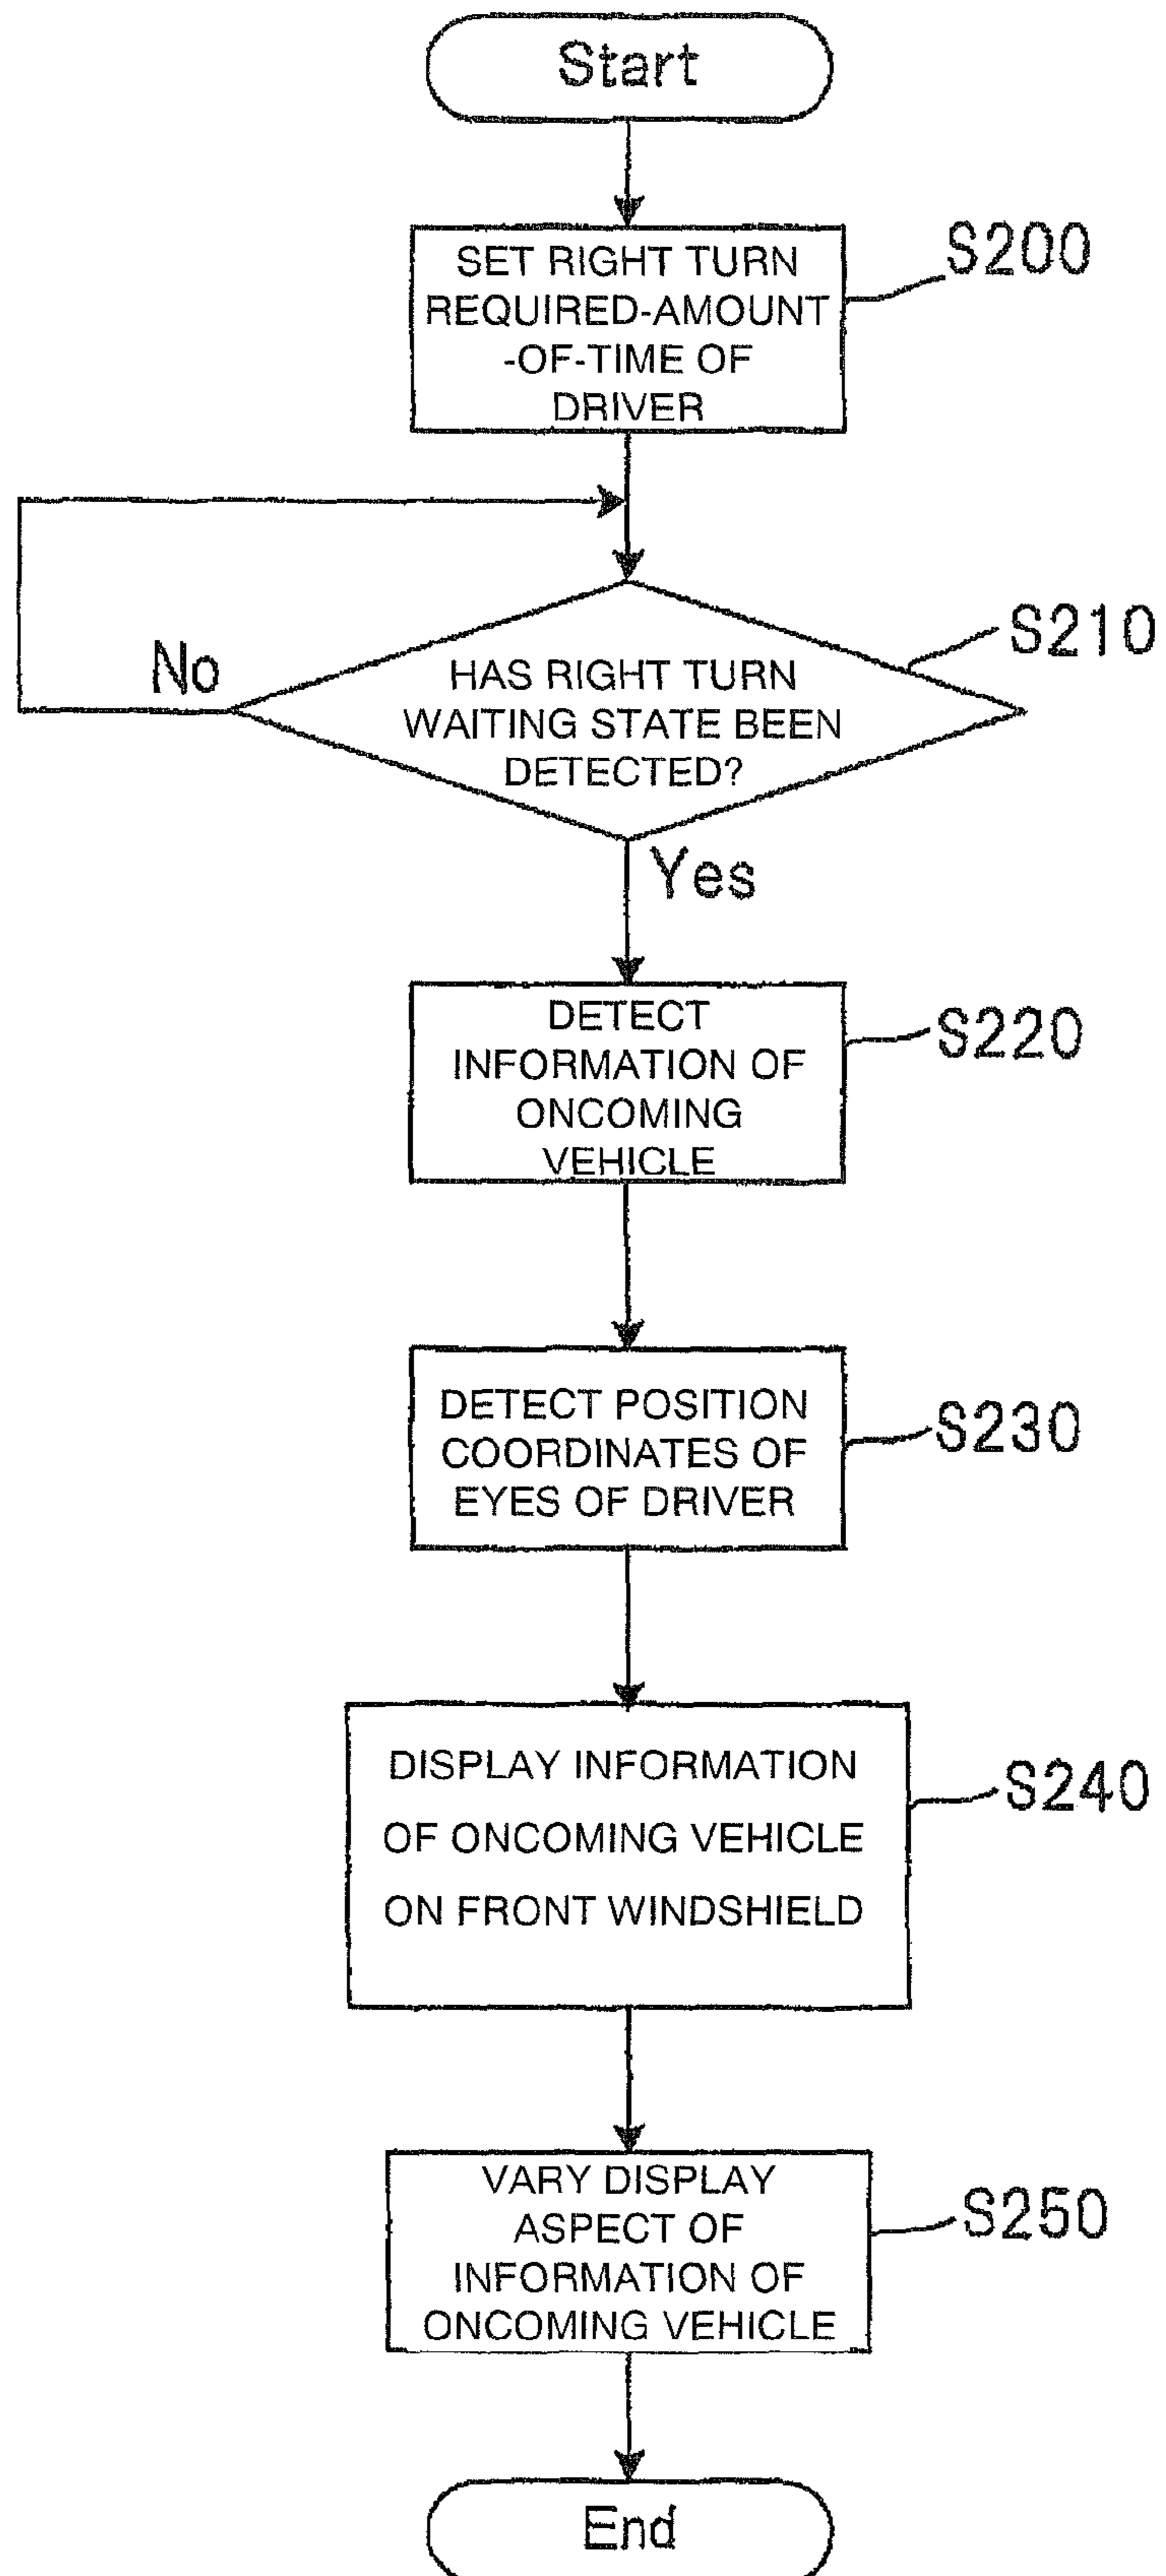 Start
SET RIGHT TURN
REQUIRED-AMOUNT
-OF-TIME OF
DRIVER
S200
HAS RIGHT TURN
WAITING STATE BEEN
DETECTED?
S210
No
Yes
DETECT
INFORMATION OF
ONCOMING
VEHICLE
S220
DETECT POSITION
COORDINATES OF
EYES OF DRIVER
S230
DISPLAY INFORMATION
OF ONCOMING VEHICLE
ON FRONT WINDSHIELD
S240
VARY DISPLAY
ASPECT OF
INFORMATION OF
ONCOMING VEHICLE
S250
End